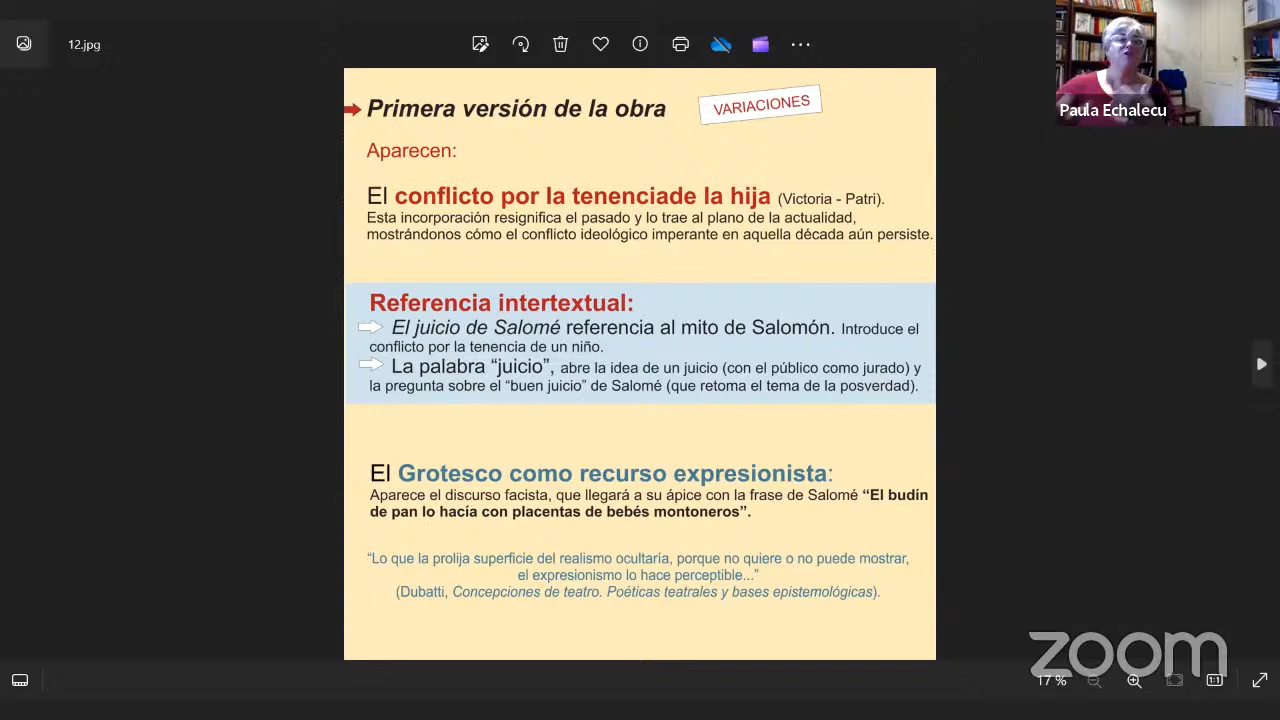 12.jpg
Paula Echalecu
Primera versión de la obra
VARIACIONES
Aparecen:
El conflicto por la tenenciade la hija (Victoria - Patri).
Esta incorporación resignifica el pasado y lo trae al plano de la actualidad,
mostrándonos cómo el conflicto ideológico imperante en aquella década aún persiste.
Referencia intertextual:
El juicio de Salomé referencia al mito de Salomón. Introduce el
conflicto por la tenencia de un niño.
La palabra “juicio”, abre la idea de un juicio (con el público como jurado) y
la pregunta sobre el “buen juicio” de Salomé (que retoma el tema de la posverdad).
El Grotesco como recurso expresionista:
Aparece el discurso facista, que llegará a su ápice con la frase de Salomé “El budín
de pan lo hacía con placentas de bebés montoneros”.
“Lo que la prolija superficie del realismo ocultaría, porque no quiere o no puede mostrar,
el expresionismo lo hace perceptible...”
(Dubatti, Concepciones de teatro. Poéticas teatrales y bases epistemológicas).
zoom
17 %
1:1